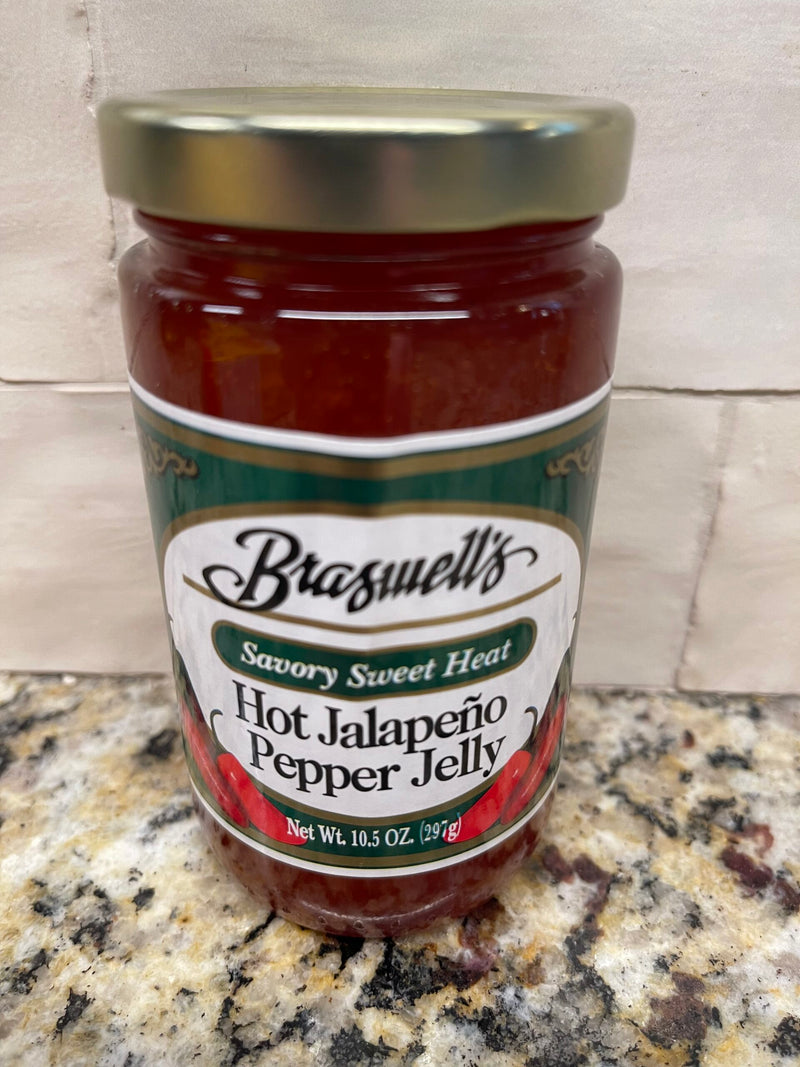 Braswell's
Savory Sweet Heat
Hot Jalapeño
Pepper Jelly
Net Wt. 10.5 OZ. (297g)